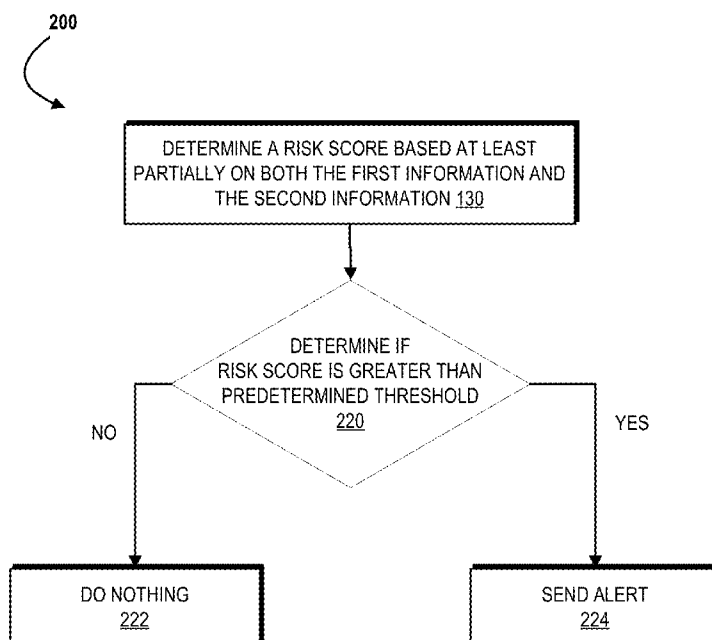 200
DETERMINE A RISK SCORE BASED AT LEAST
PARTIALLY ON BOTH THE FIRST INFORMATION AND
THE SECOND INFORMATION 130
DETERMINE IF
RISK SCORE IS GREATER THAN
PREDETERMINED THRESHOLD
220
NO
YES
DO NOTHING
222
SEND ALERT
224